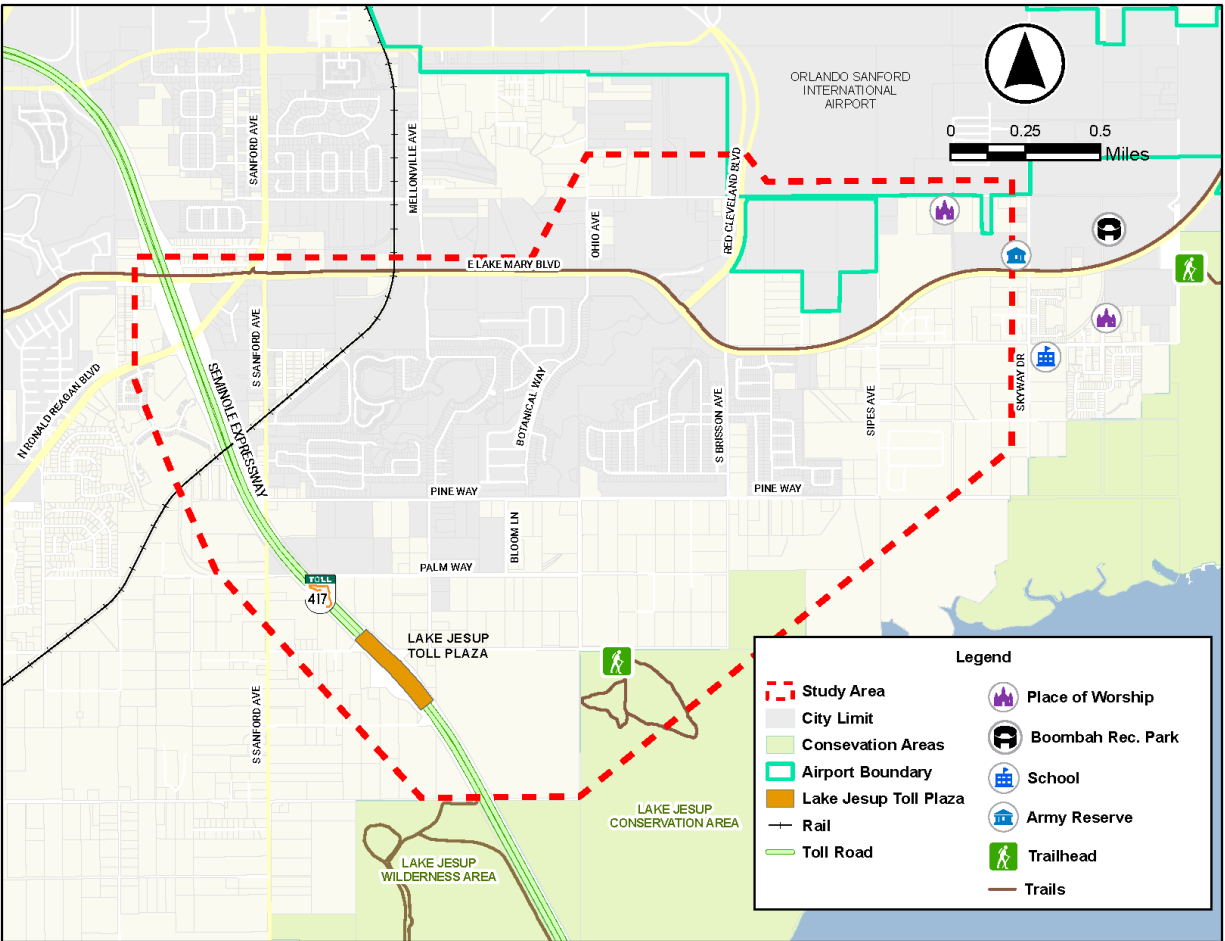 ORLANDO SANFORD
INTERNATIONAL
AIRPORT
0 0.25 0.5
Miles
SANFORD AVE
MELLONVILLE AVE
OHIO AVE
RED CLEVELAND BLVD
E LAKE MARY BLVD
N RONALD REAGAN BLVD
SEMINOLE EXPRESSWAY
S SANFORD AVE
BOTANICAL WAY
S BRISSON AVE
SIPES AVE
SKYWAY DR
PINE WAY
PINE WAY
BLOOM LN
PALM WAY
TOLL
417
LAKE JESUP
TOLL PLAZA
S SANFORD AVE
LAKE JESUP
CONSERVATION AREA
LAKE JESUP
WILDERNESS AREA
Legend
Study Area
City Limit
Consevation Areas
Airport Boundary
Lake Jesup Toll Plaza
Rail
Toll Road
Place of Worship
Boombah Rec. Park
School
Army Reserve
Trailhead
Trails